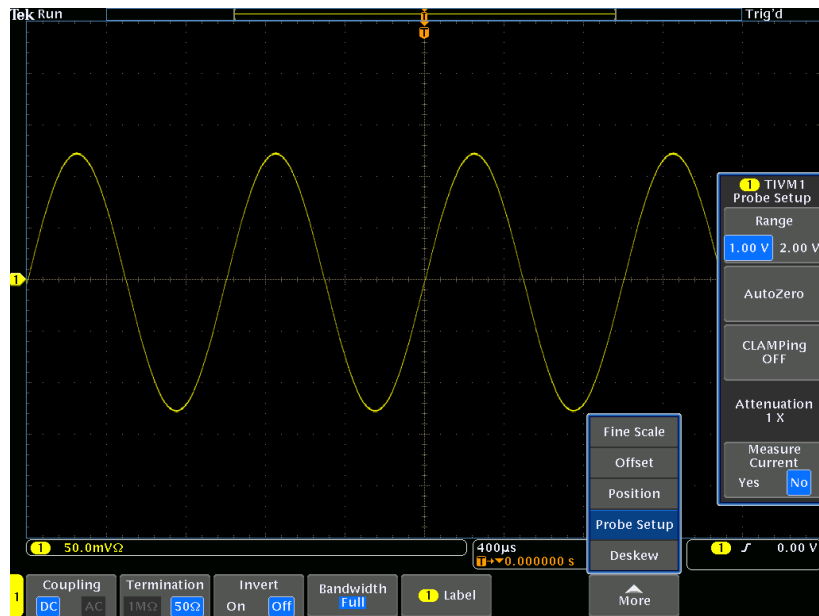 Tek Run
T
Trig'd
T
1 TIVM1
Probe Setup
Range
1.00 V 2.00 V
AutoZero
CLAMPing
OFF
Attenuation
1 X
Measure
Current
Yes No
1
Fine Scale
Offset
Position
Probe Setup
Deskew
1 50.0mVΩ
400µs
T→▼0.000000 s
1 ∫ 0.00 V
1
Coupling
DC AC
Termination
1MΩ 50Ω
Invert
On Off
Bandwidth
Full
1 Label
More